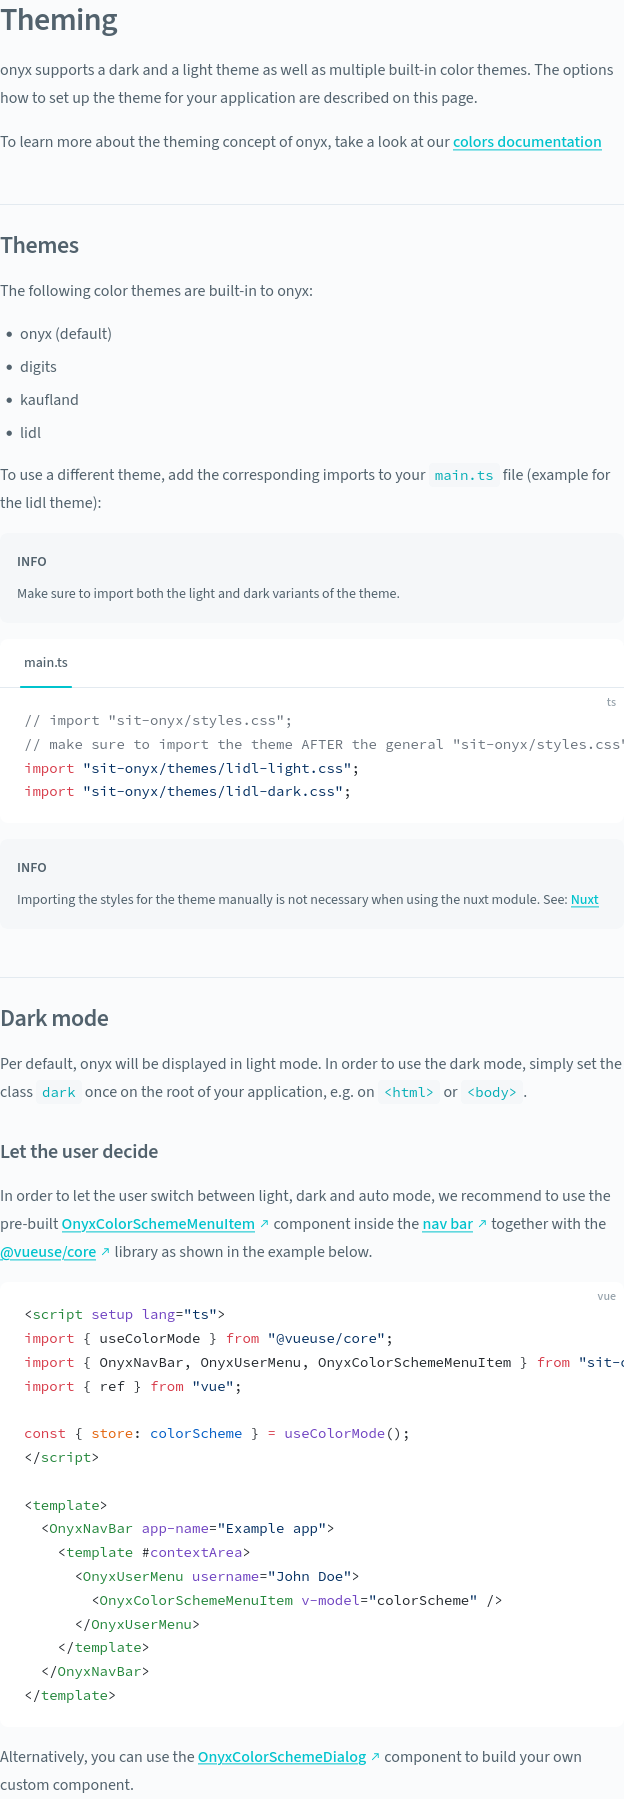 Theming
onyx supports a dark and a light theme as well as multiple built-in color themes. The options
how to set up the theme for your application are described on this page.
To learn more about the theming concept of onyx, take a look at our colors documentation
Themes
The following color themes are built-in to onyx:
• onyx (default)
• digits
• kaufland
• lidl
To use a different theme, add the corresponding imports to your main.ts file (example for
the lidl theme):
INFO
Make sure to import both the light and dark variants of the theme.
main.ts
ts
// import "sit-onyx/styles.css";
// make sure to import the theme AFTER the general "sit-onyx/styles.css"
import "sit-onyx/themes/lidl-light.css";
import "sit-onyx/themes/lidl-dark.css";
INFO
Importing the styles for the theme manually is not necessary when using the nuxt module. See: Nuxt
Dark mode
Per default, onyx will be displayed in light mode. In order to use the dark mode, simply set the
class dark once on the root of your application, e.g. on <html> or <body> .
Let the user decide
In order to let the user switch between light, dark and auto mode, we recommend to use the
pre-built OnyxColorSchemeMenuItem ↗ component inside the nav bar ↗ together with the
@vueuse/core ↗ library as shown in the example below.
vue
<script setup lang="ts">
import { useColorMode } from "@vueuse/core";
import { OnyxNavBar, OnyxUserMenu, OnyxColorSchemeMenuItem } from "sit-
import { ref } from "vue";
const { store: colorScheme } = useColorMode();
</script>
<template>
  <OnyxNavBar app-name="Example app">
    <template #contextArea>
      <OnyxUserMenu username="John Doe">
        <OnyxColorSchemeMenuItem v-model="colorScheme" />
      </OnyxUserMenu>
    </template>
  </OnyxNavBar>
</template>
Alternatively, you can use the OnyxColorSchemeDialog ↗ component to build your own
custom component.